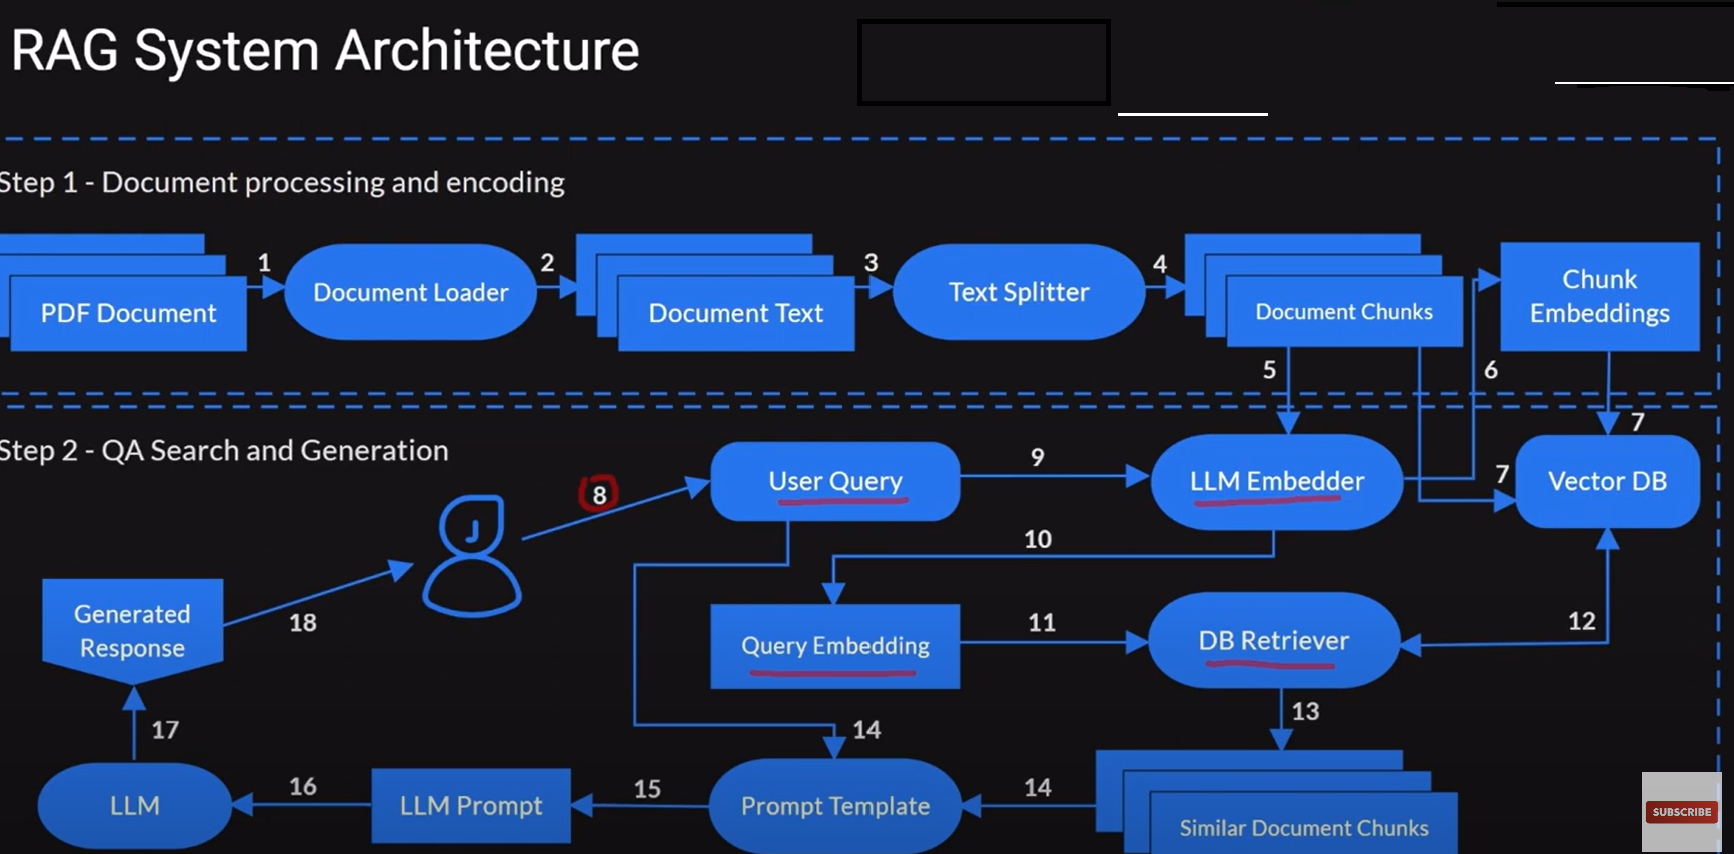 RAG System Architecture
Step 1 - Document processing and encoding
PDF Document
1
Document Loader
2
Document Text
3
Text Splitter
4
Document Chunks
Chunk
Embeddings
5
6
7
Step 2 - QA Search and Generation
8
User Query
9
LLM Embedder
7
Vector DB
J
10
Generated
Response
18
Query Embedding
11
DB Retriever
12
17
14
13
LLM
16
LLM Prompt
15
Prompt Template
14
Similar Document Chunks
SUBSCRIBE